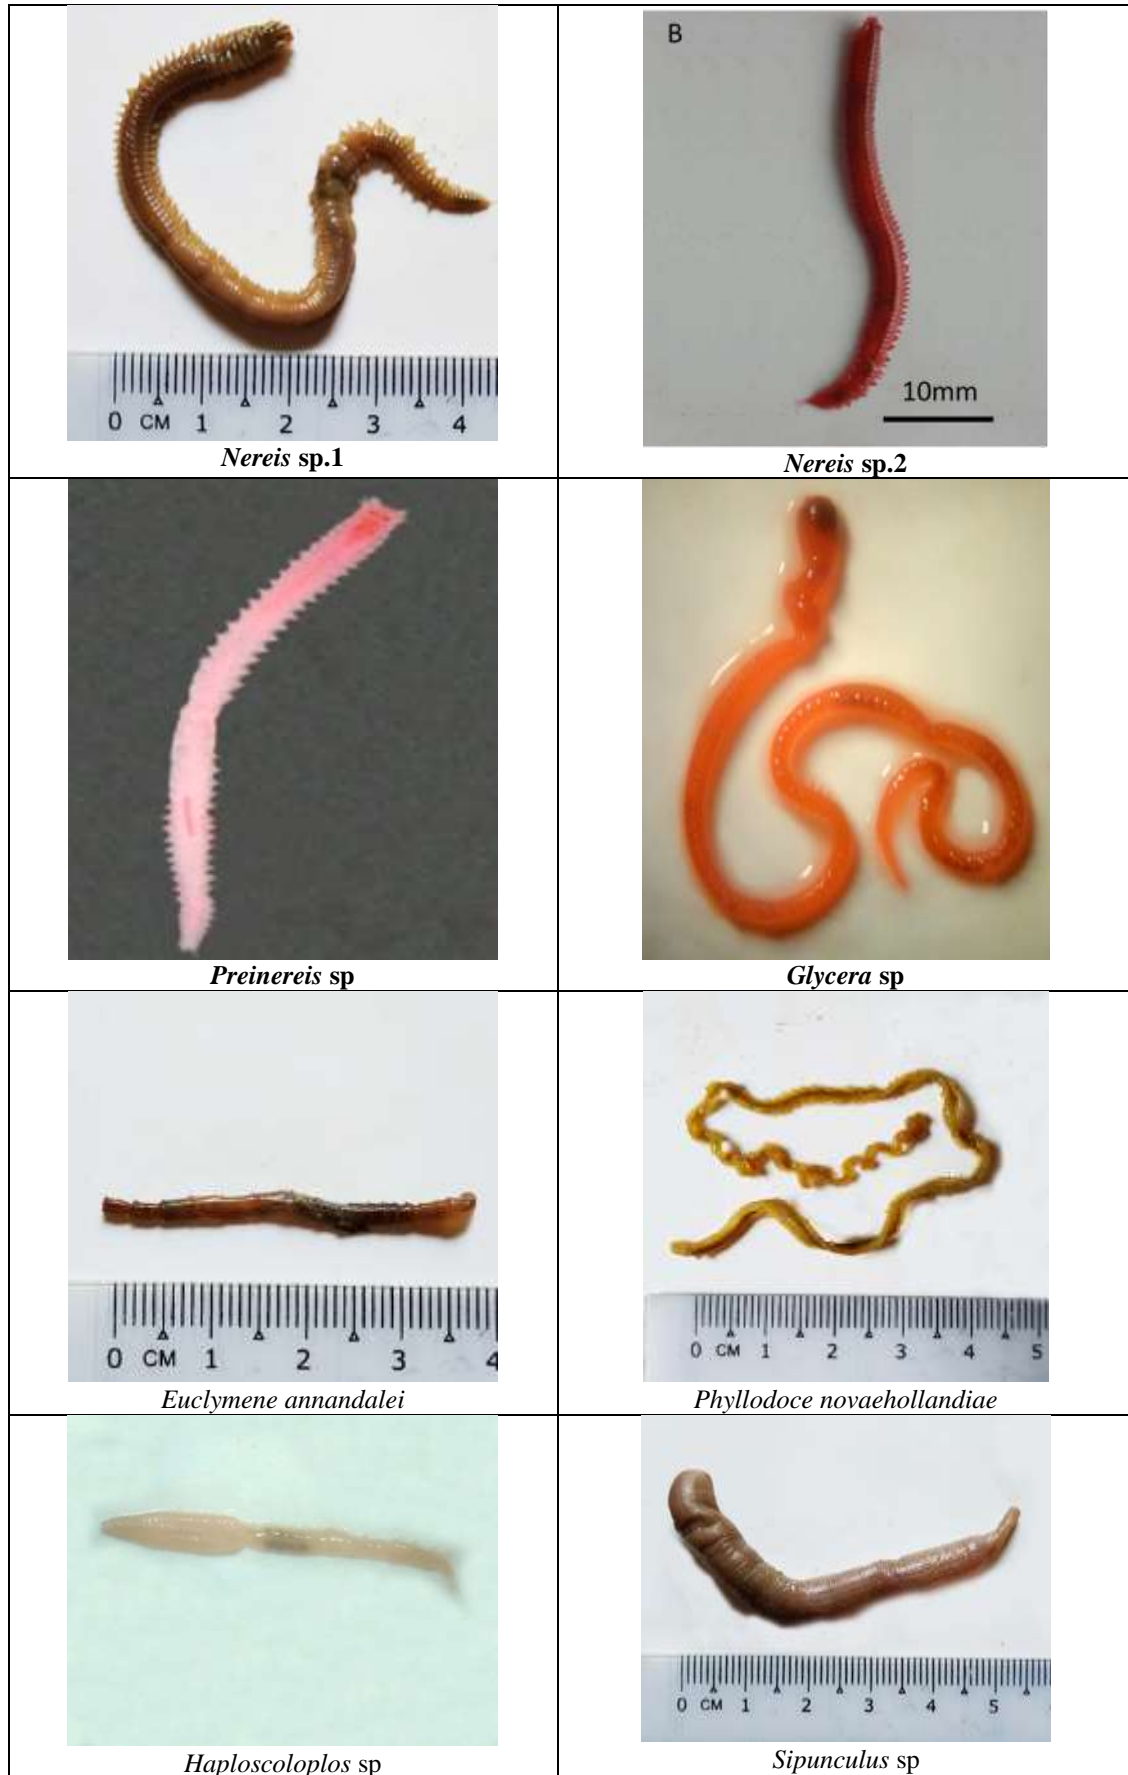 B
0 CM 1 2 3 4
10mm
Nereis sp.1
Nereis sp.2
Preinereis sp
Glycera sp
0 CM 1 2 3 4
0 CM 1 2 3 4 5
Euclymene annandalei
Phyllodoce novaehollandiae
0 CM 1 2 3 4 5
Haploscoloplos sp
Sipunculus sp